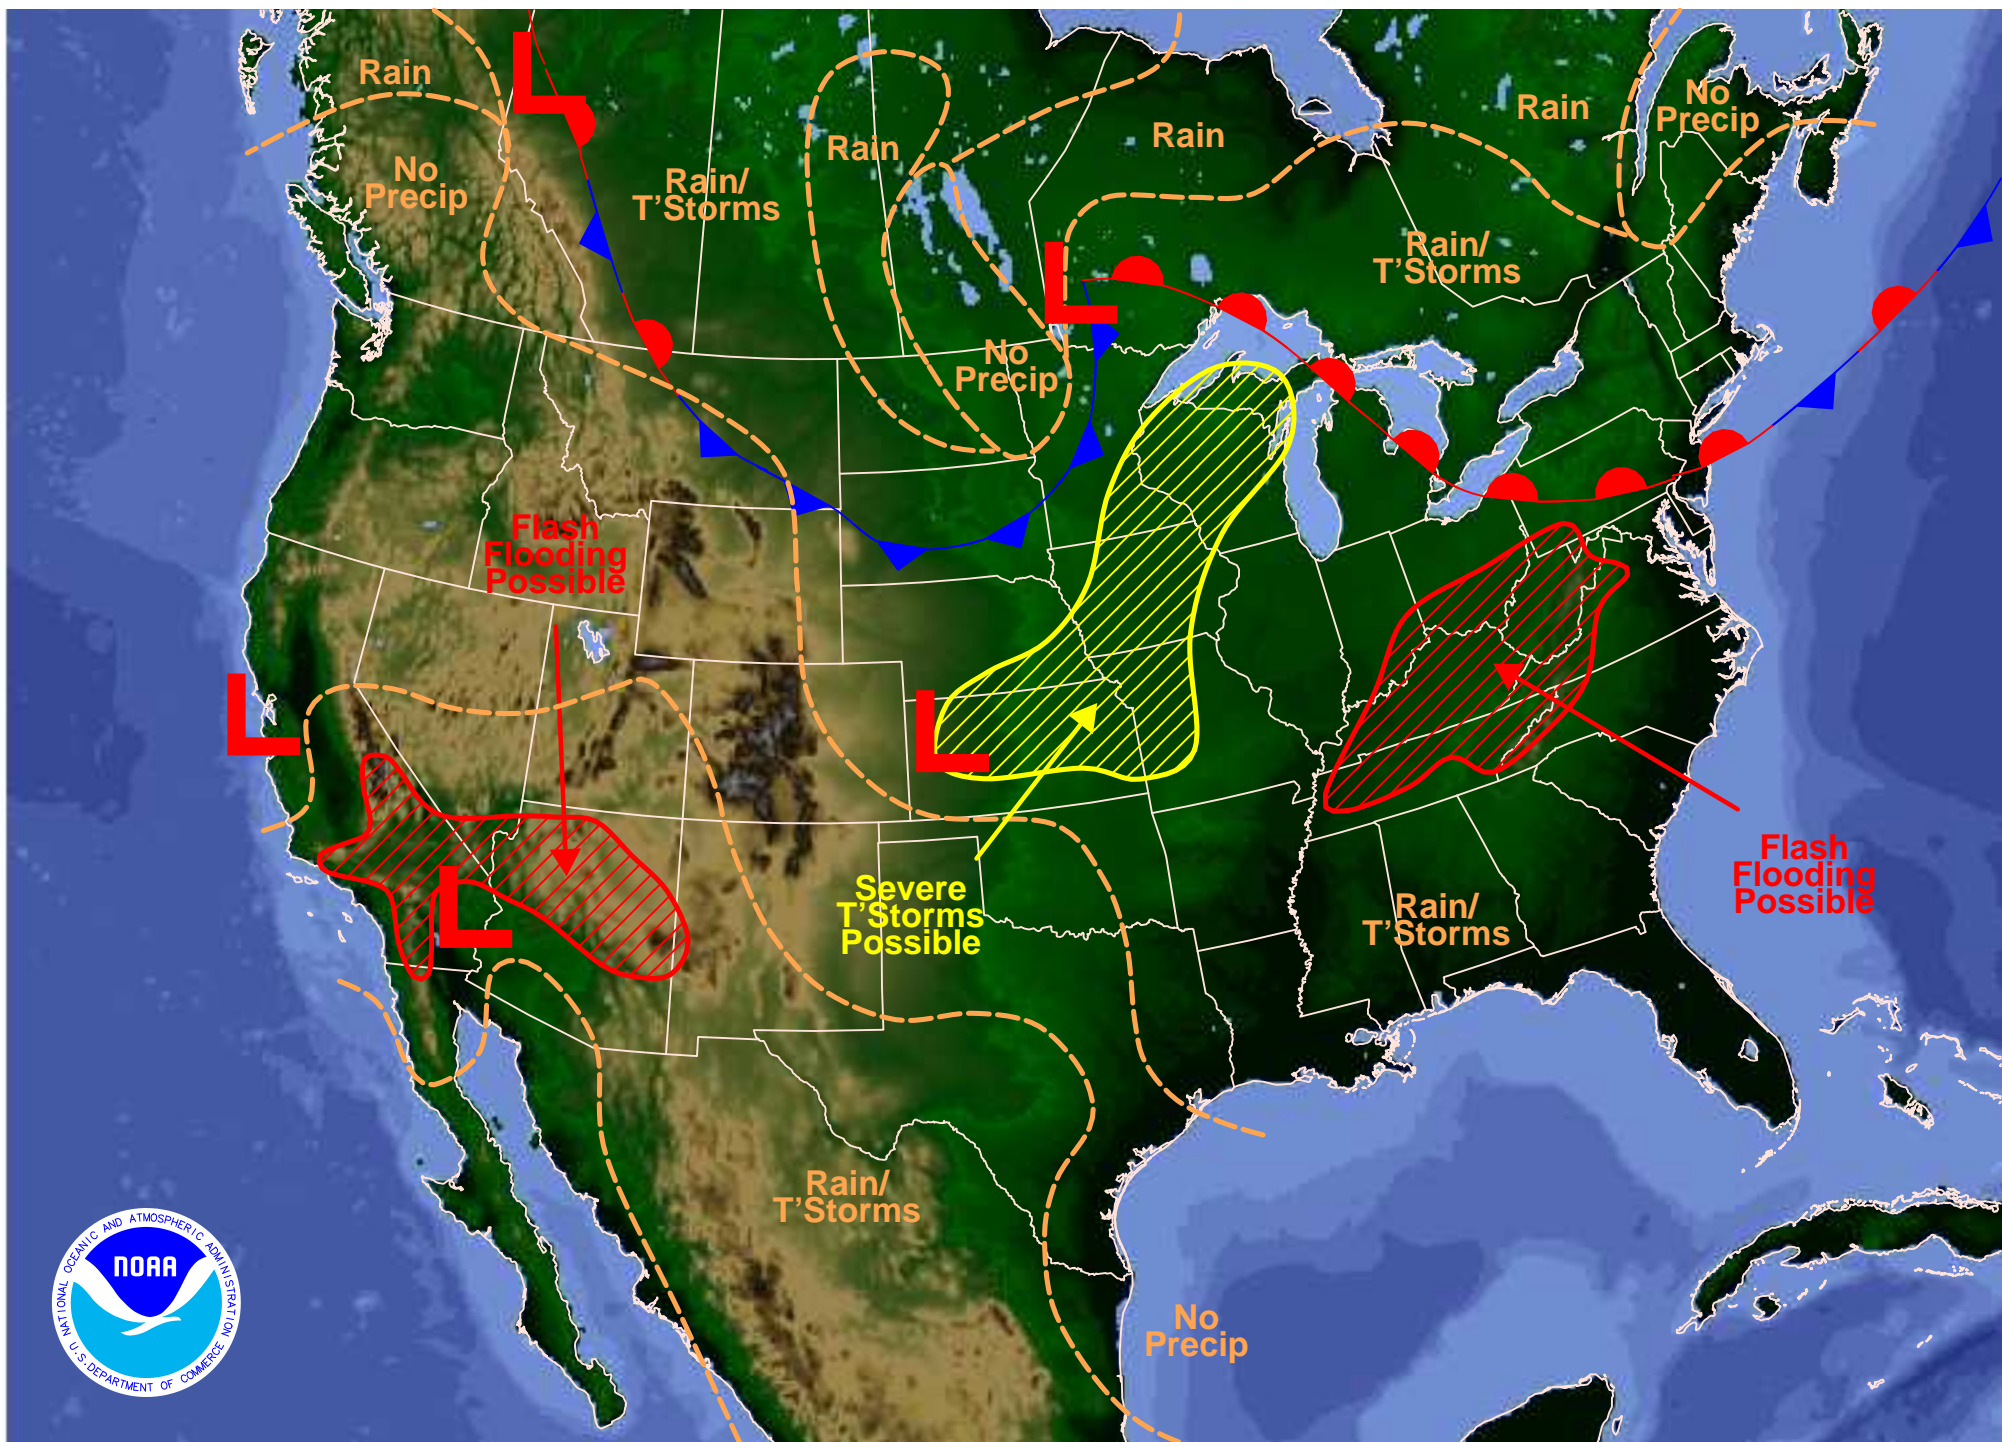 Rain
No
Precip
Rain/
T'Storms
Rain
Rain
Rain
No
Precip
Rain/
T'Storms
L
L
No
Precip
Flash
Flooding
Possible
L
L
L
Severe
T'Storms
Possible
Rain/
T'Storms
Flash
Flooding
Possible
Rain/
T'Storms
No
Precip
NATIONAL OCEANIC AND ATMOSPHERIC ADMINISTRATION
NOAA
U.S. DEPARTMENT OF COMMERCE